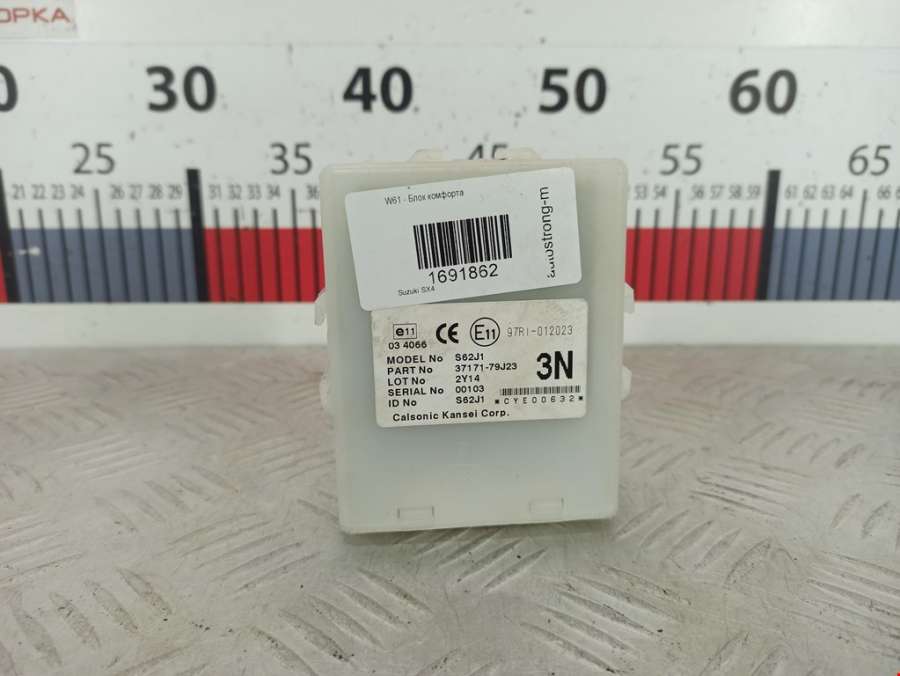 ОРКА
30 40 50 60
25 35 45 55 65
21 22 23 24 26 27 28 29 31 32 33 34 53 54 56 57 58 59 61 62 63 64 66
W61 - Блок комфорта
1691862
Suzuki SX4
autostrong-m
e11
03 4066
CE E11 97RI-012023
MODEL No S62J1
PART No 37171-79J23
LOT No 2Y14
SERIAL No 00103
ID No S62J1
3N
*CYE00632*
Calsonic Kansei Corp.